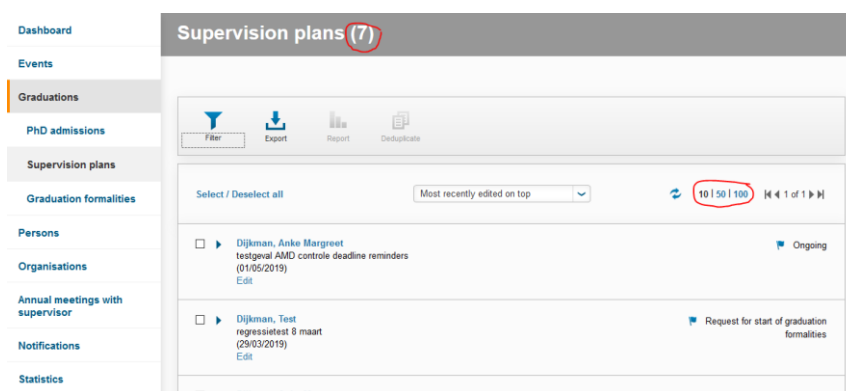 Dashboard
Events
Graduations
PhD admissions
Supervision plans
Graduation formalities
Persons
Organisations
Annual meetings with
supervisor
Notifications
Statistics
Supervision plans (7)
Filter
Export
Report
Deduplicate
Select / Deselect all
Most recently edited on top
10 | 50 | 100
1 of 1
Dijkman, Anke Margreet
testgeval AMD controle deadline reminders
(01/05/2019)
Edit
Ongoing
Dijkman, Test
regressietest 8 maart
(29/03/2019)
Edit
Request for start of graduation
formalities